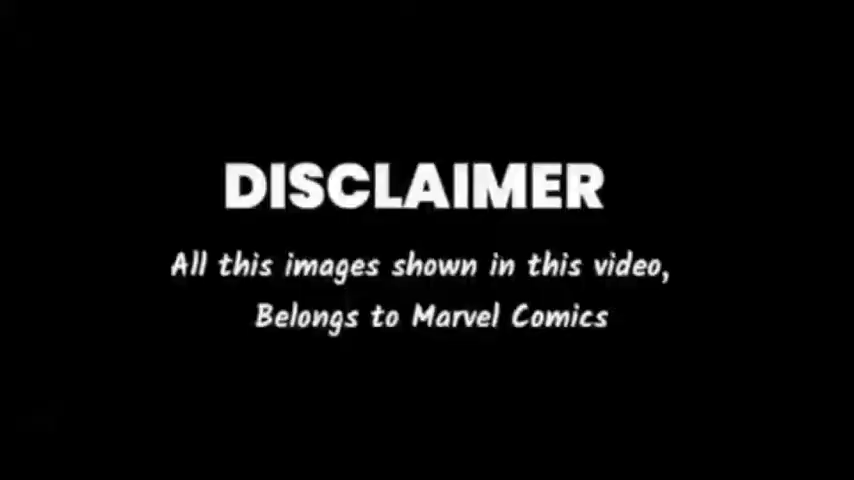 DISCLAIMER
All this images shown in this video,
Belongs to Marvel Comics